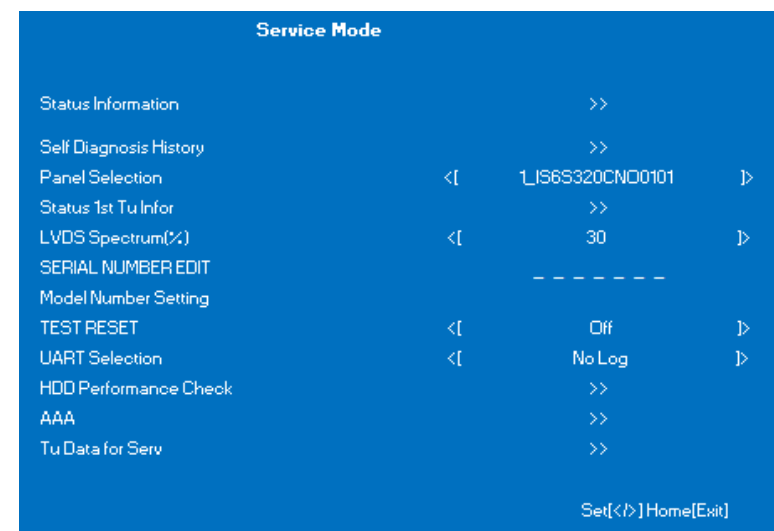 Service Mode
Status Information >>
Self Diagnosis History >>
Panel Selection <[ 1_IS6S320CNO0101 ]>
Status 1st Tu Infor >>
LVDS Spectrum(%) <[ 30 ]>
SERIAL NUMBER EDIT _ _ _ _ _ _ _
Model Number Setting
TEST RESET <[ Off ]>
UART Selection <[ No Log ]>
HDD Performance Check >>
AAA >>
Tu Data for Serv >>
Set[</>] Home[Exit]